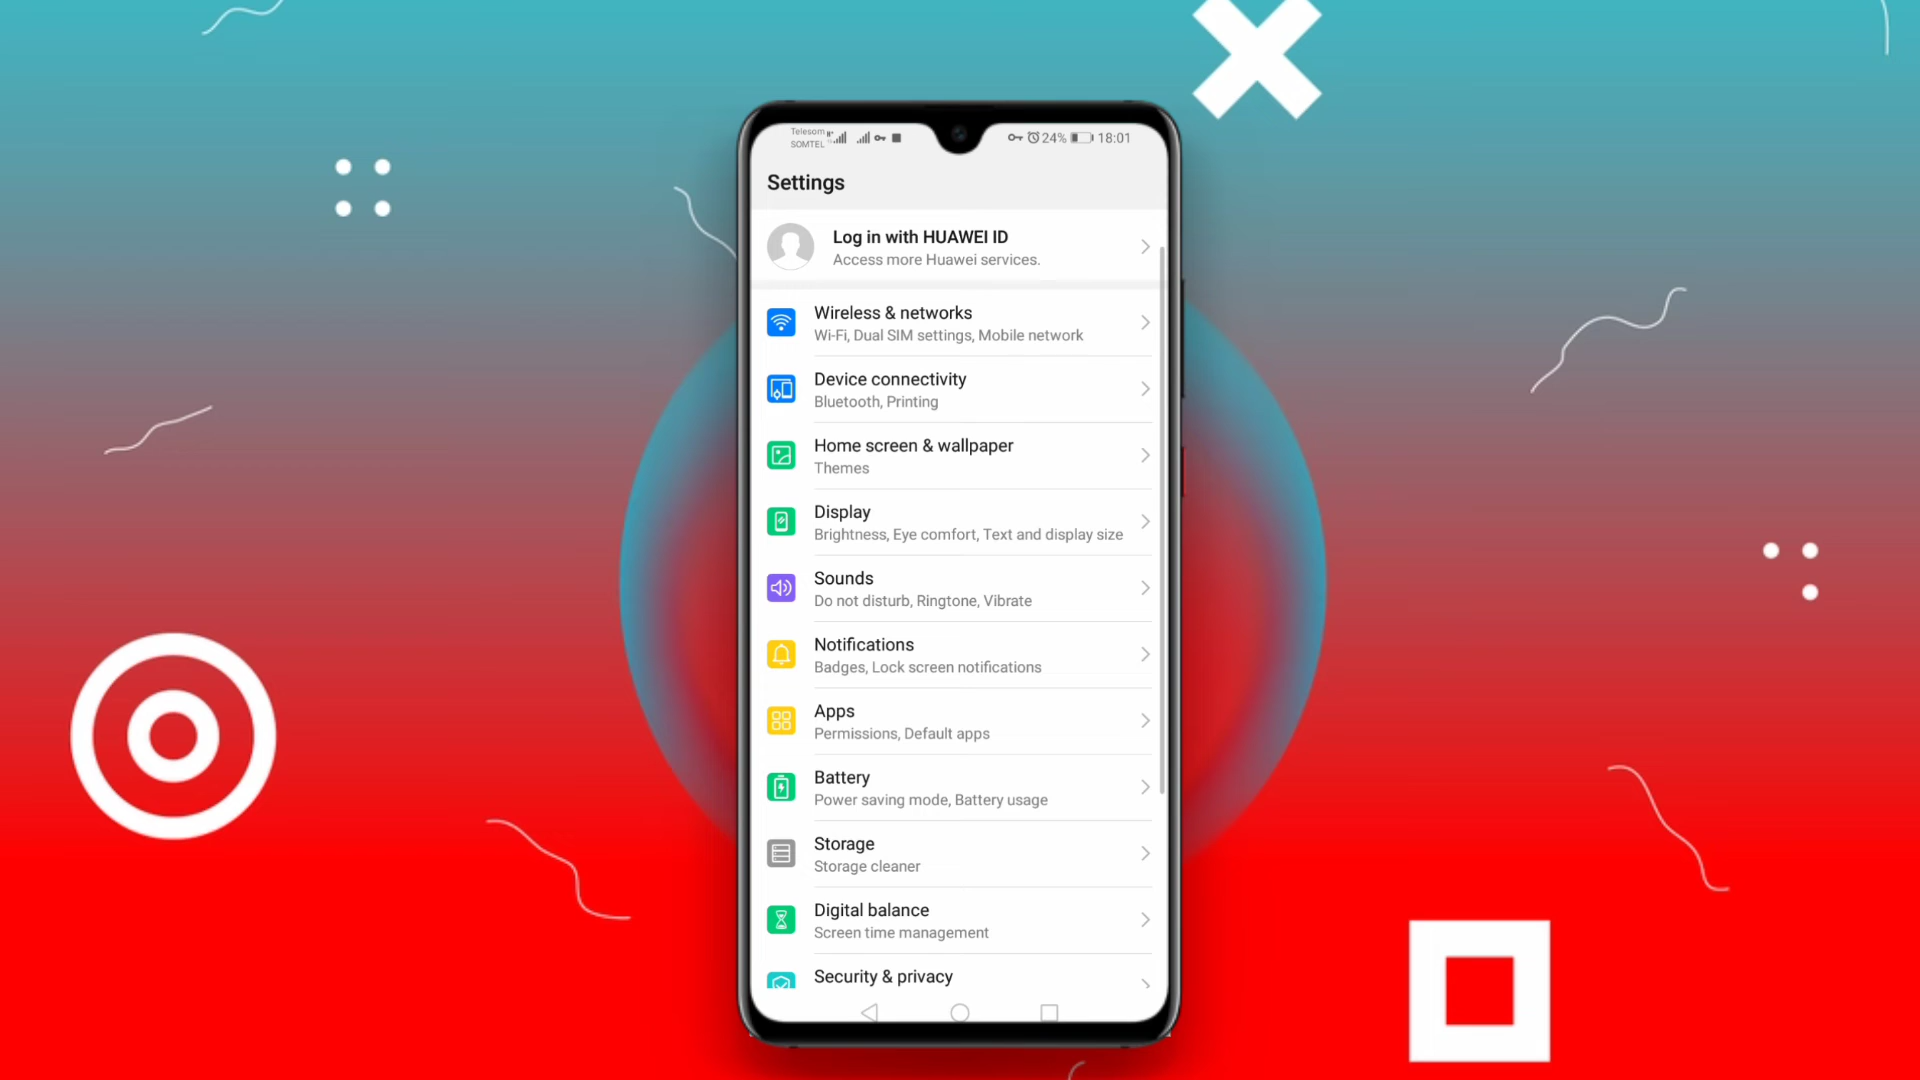 Telesom
SOMTEL
24% 18:01
Settings
Log in with HUAWEI ID
Access more Huawei services.
Wireless & networks
Wi-Fi, Dual SIM settings, Mobile network
Device connectivity
Bluetooth, Printing
Home screen & wallpaper
Themes
Display
Brightness, Eye comfort, Text and display size
Sounds
Do not disturb, Ringtone, Vibrate
Notifications
Badges, Lock screen notifications
Apps
Permissions, Default apps
Battery
Power saving mode, Battery usage
Storage
Storage cleaner
Digital balance
Screen time management
Security & privacy